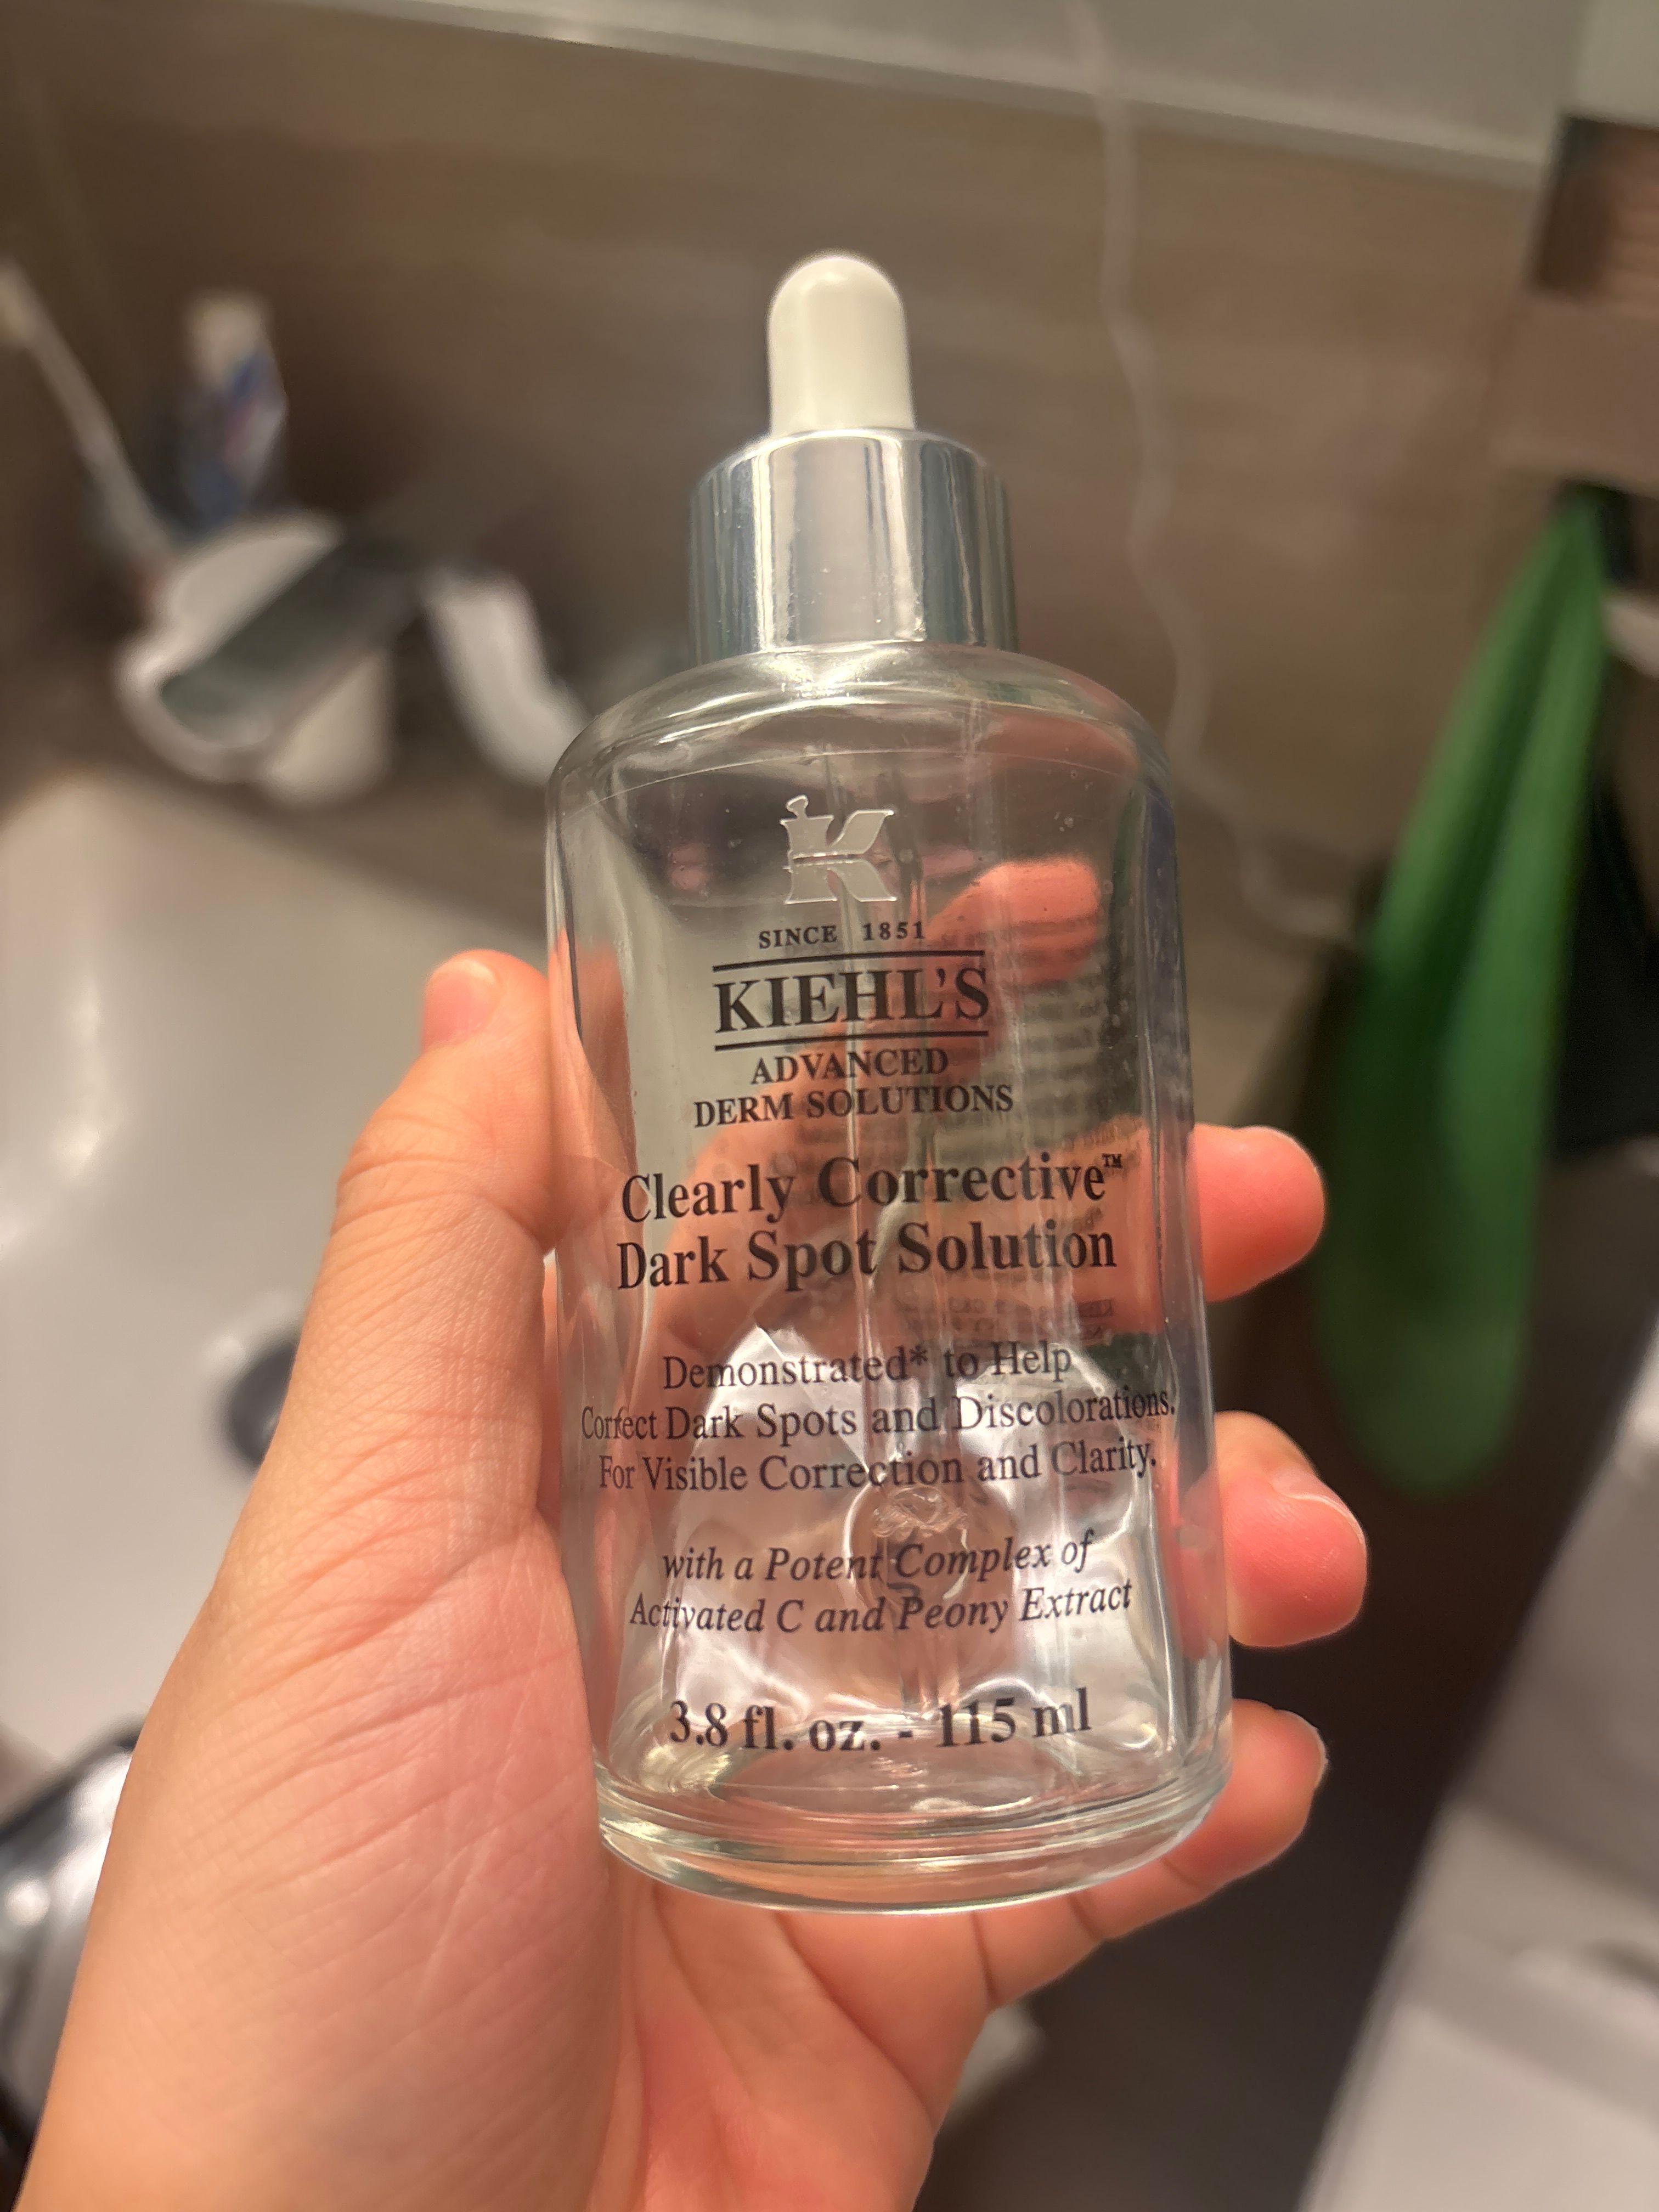 K
SINCE 1851
KIEHL'S
ADVANCED
DERM SOLUTIONS
Clearly Corrective™
Dark Spot Solution
Demonstrated* to Help
Correct Dark Spots and Discolorations.
For Visible Correction and Clarity.
with a Potent Complex of
Activated C and Peony Extract
3.8 fl. oz. - 115 ml